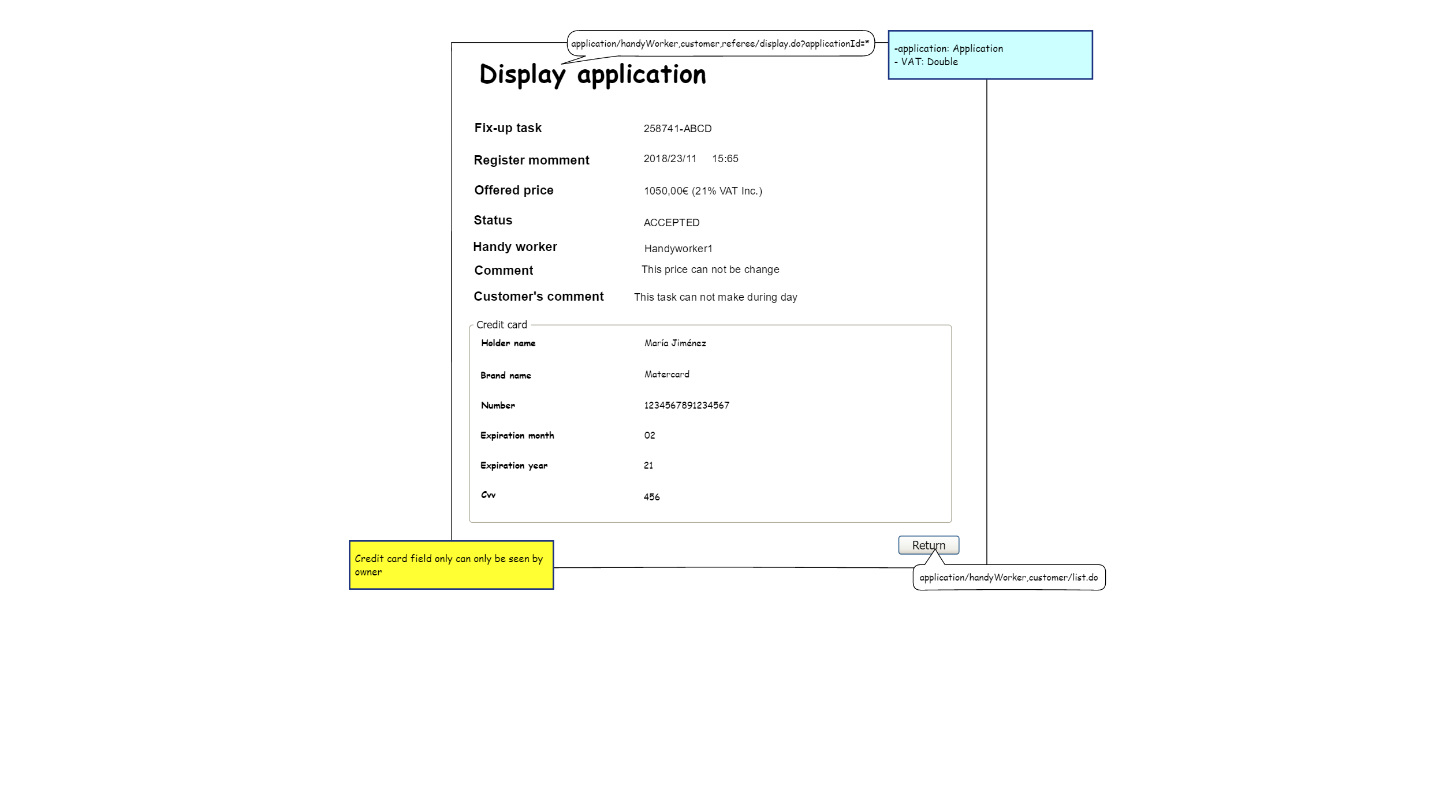 application/handyWorker,customer,referee/display.do?applicationId=*
-application: Application
- VAT: Double
Display application
Fix-up task 258741-ABCD
Register momment 2018/23/11 15:65
Offered price 1050,00€ (21% VAT Inc.)
Status ACCEPTED
Handy worker Handyworker1
Comment This price can not be change
Customer's comment This task can not make during day
Credit card
Holder name María Jiménez
Brand name Matercard
Number 1234567891234567
Expiration month 02
Expiration year 21
Cvv 456
Return
Credit card field only can only be seen by
owner
application/handyWorker,customer/list.do